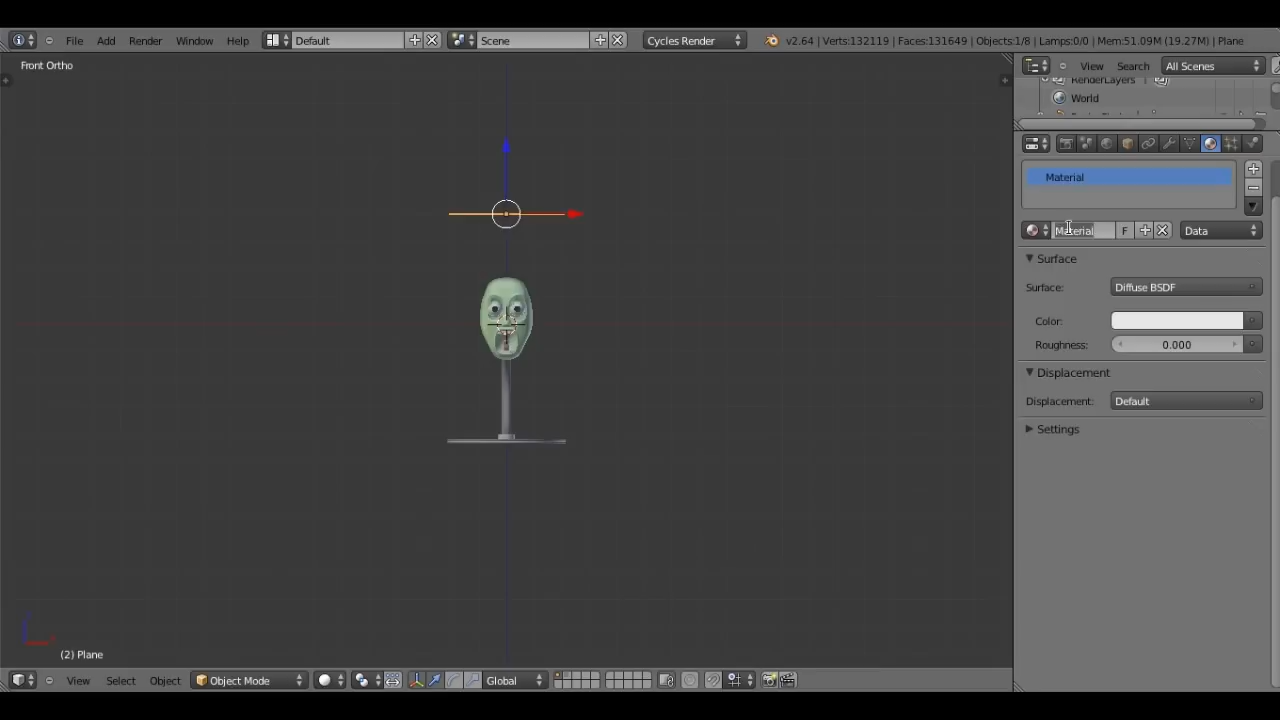 File Add Render Window Help Default Scene Cycles Render v2.64 | Verts:132119 | Faces:131649 | Objects:1/8 | Lamps:0/0 | Mem:51.09M (19.27M) | Plane
Front Ortho
View Search All Scenes
RenderLayers
World
Material
Material F Data
Surface
Surface: Diffuse BSDF
Color:
Roughness: 0.000
Displacement
Displacement: Default
Settings
(2) Plane
View Select Object Object Mode Global